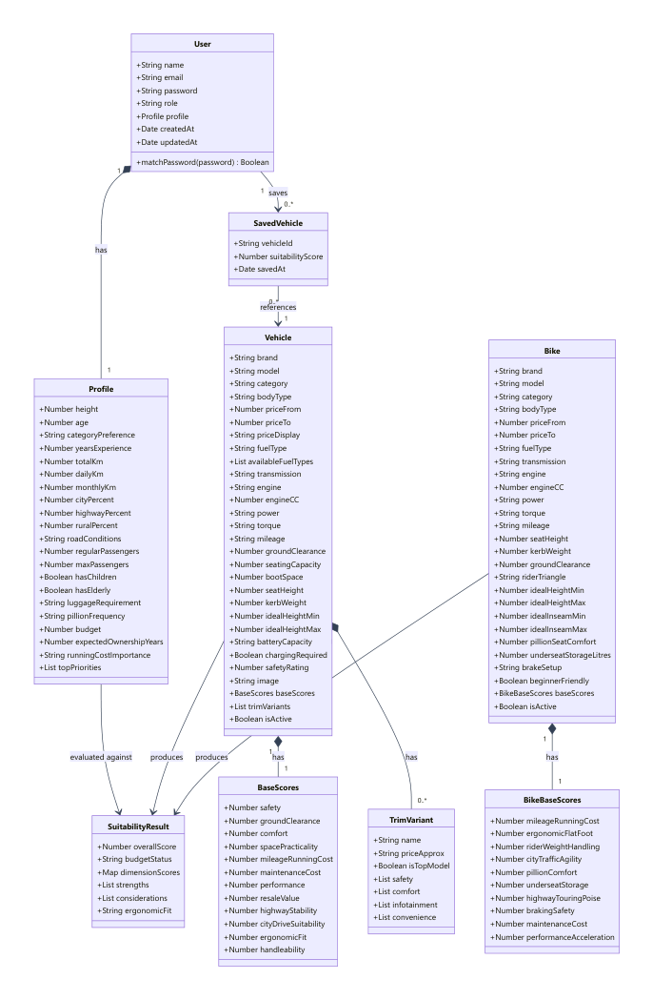 User
+String name
+String email
+String password
+String role
+Profile profile
+Date createdAt
+Date updatedAt
+matchPassword(password) : Boolean
1
1
saves
0..*
has
1
SavedVehicle
+String vehicleId
+Number suitabilityScore
+Date savedAt
0..*
references
1
Vehicle
+String brand
+String model
+String category
+String bodyType
+Number priceFrom
+Number priceTo
+String priceDisplay
+String fuelType
+List availableFuelTypes
+String transmission
+String engine
+Number engineCC
+String power
+String torque
+String mileage
+Number groundClearance
+Number seatingCapacity
+Number bootSpace
+Number seatHeight
+Number kerbWeight
+Number idealHeightMin
+Number idealHeightMax
+String batteryCapacity
+Boolean chargingRequired
+Number safetyRating
+String image
+BaseScores baseScores
+List trimVariants
+Boolean isActive
Bike
+String brand
+String model
+String category
+String bodyType
+Number priceFrom
+Number priceTo
+String fuelType
+String transmission
+String engine
+Number engineCC
+String power
+String torque
+String mileage
+Number seatHeight
+Number kerbWeight
+Number groundClearance
+String riderTriangle
+Number idealHeightMin
+Number idealHeightMax
+Number idealInseamMin
+Number idealInseamMax
+Number pillionSeatComfort
+Number underseatStorageLitres
+String brakeSetup
+Boolean beginnerFriendly
+BikeBaseScores baseScores
+Boolean isActive
Profile
+Number height
+Number age
+String categoryPreference
+Number yearsExperience
+Number totalKm
+Number dailyKm
+Number monthlyKm
+Number cityPercent
+Number highwayPercent
+Number ruralPercent
+String roadConditions
+Number regularPassengers
+Number maxPassengers
+Boolean hasChildren
+Boolean hasElderly
+String luggageRequirement
+String pillionFrequency
+Number budget
+Number expectedOwnershipYears
+String runningCostImportance
+List topPriorities
evaluated against
produces
produces
1
has
1
has
0..*
1
has
1
SuitabilityResult
+Number overallScore
+String budgetStatus
+Map dimensionScores
+List strengths
+List considerations
+String ergonomicFit
BaseScores
+Number safety
+Number groundClearance
+Number comfort
+Number spacePracticality
+Number mileageRunningCost
+Number maintenanceCost
+Number performance
+Number resaleValue
+Number highwayStability
+Number cityDriveSuitability
+Number ergonomicFit
+Number handleability
TrimVariant
+String name
+String priceApprox
+Boolean isTopModel
+List safety
+List comfort
+List infotainment
+List convenience
BikeBaseScores
+Number mileageRunningCost
+Number ergonomicFlatFoot
+Number riderWeightHandling
+Number cityTrafficAgility
+Number pillionComfort
+Number underseatStorage
+Number highwayTouringPoise
+Number brakingSafety
+Number maintenanceCost
+Number performanceAcceleration